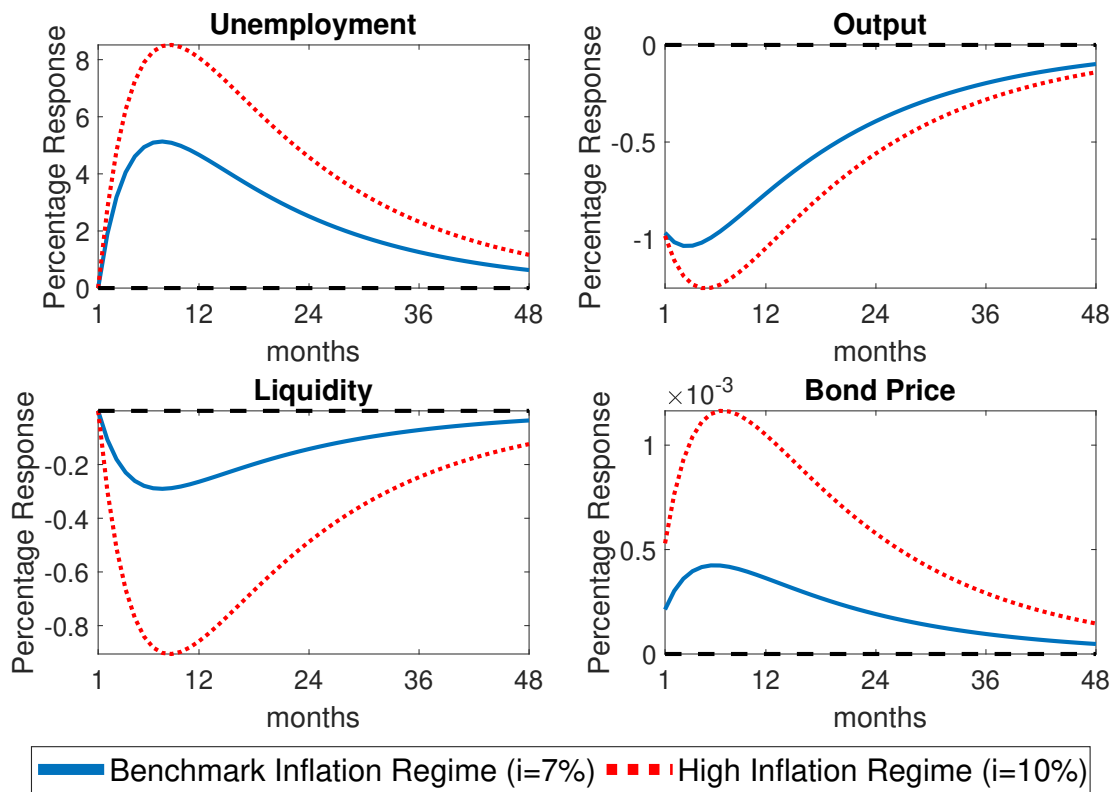 Unemployment
Percentage Response
8
6
4
2
0
1 12 24 36 48
months
Output
Percentage Response
0
-0.5
-1
1 12 24 36 48
months
Liquidity
Percentage Response
-0.2
-0.4
-0.6
-0.8
1 12 24 36 48
months
Bond Price
×10⁻³
Percentage Response
1
0.5
0
1 12 24 36 48
months
Benchmark Inflation Regime (i=7%) High Inflation Regime (i=10%)